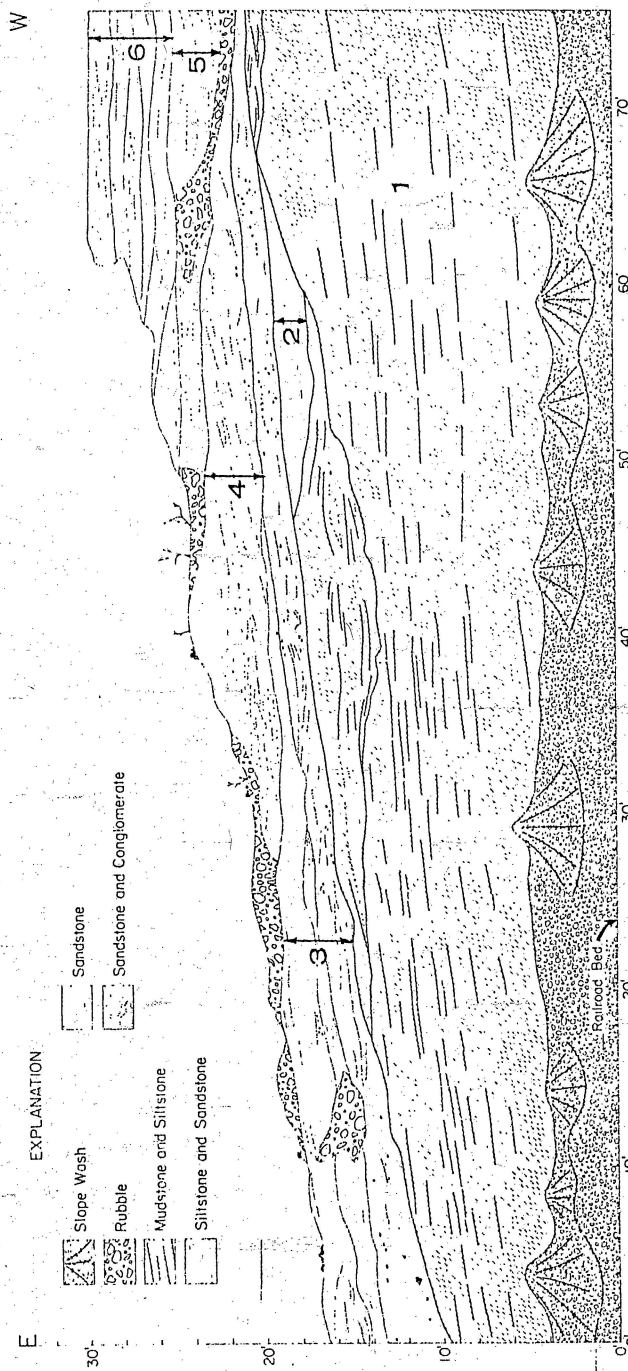 E
W
EXPLANATION
Slope Wash
Rubble
Mudstone and Siltstone
Siltstone and Sandstone
Sandstone
Sandstone and Conglomerate
30'
20'
10'
0
1
2
3
4
5
6
Railroad Bed
10'
20'
30'
40'
50'
60'
70'